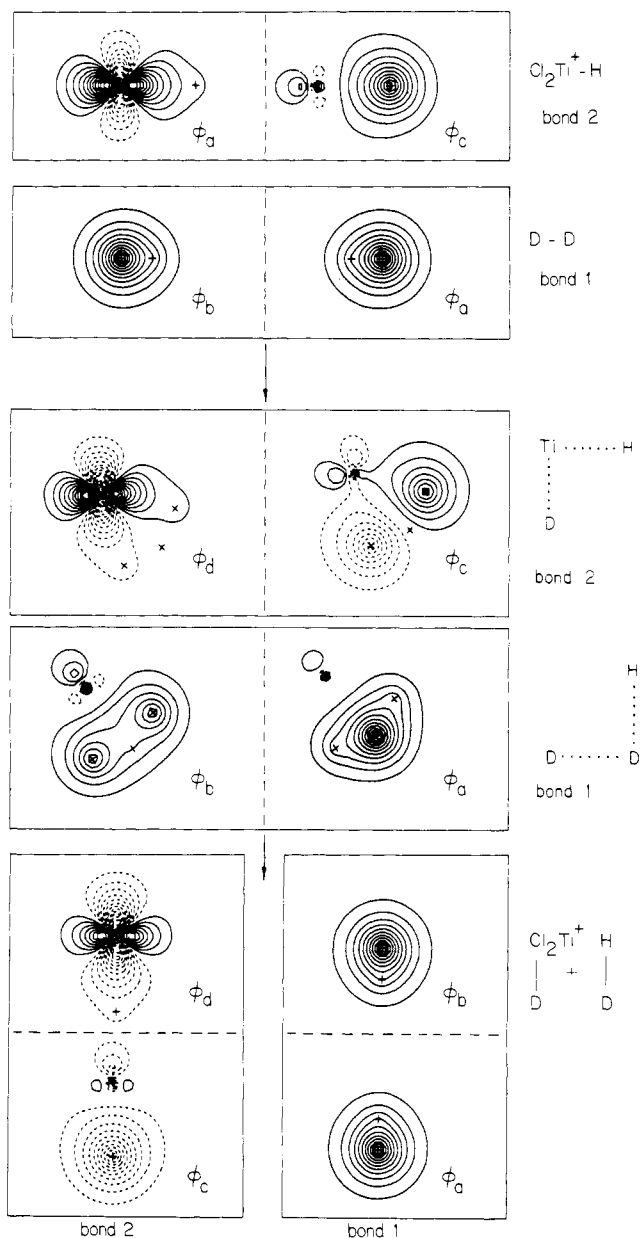 ϕa ϕc Cl2Ti+-H
bond 2
D - D
ϕb ϕa bond 1
Ti ....... H
D
ϕd ϕc bond 2
H
D ....... D
ϕb ϕa bond 1
Cl2Ti+ H
ϕd ϕb +
D D
ϕc ϕa
bond 2 bond 1